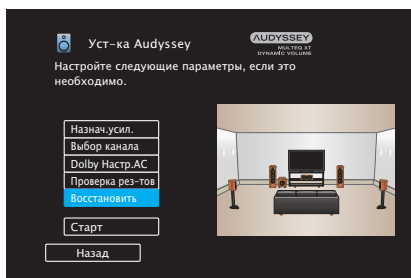 Уст-ка Audyssey
AUDYSSEY
MULTEQ XT
DYNAMIC VOLUME
Настройте следующие параметры, если это
необходимо.
Назнач.усил.
Выбор канала
Dolby Настр.АС
Проверка рез-тов
Восстановить
Старт
Назад